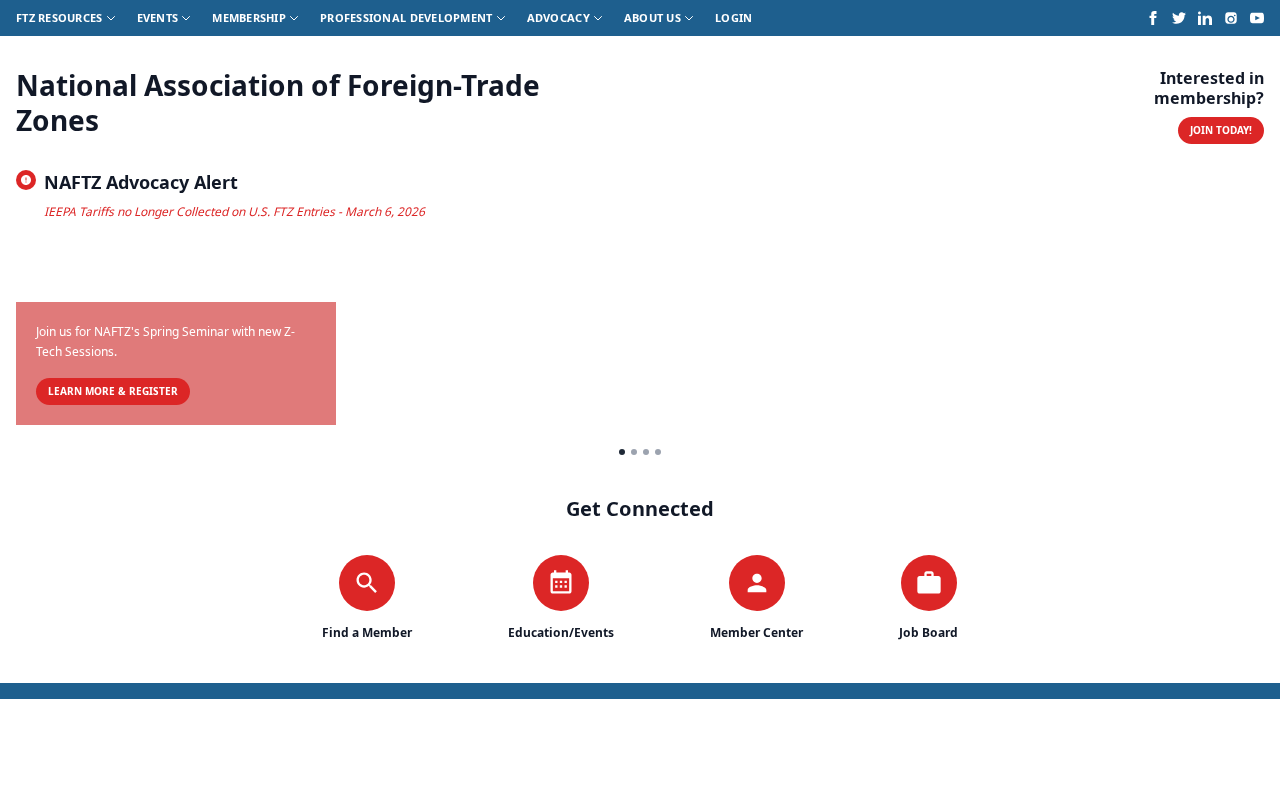 FTZ RESOURCES EVENTS MEMBERSHIP PROFESSIONAL DEVELOPMENT ADVOCACY ABOUT US LOGIN
National Association of Foreign-Trade
Zones
Interested in
membership?
JOIN TODAY!
NAFTZ Advocacy Alert
IEEPA Tariffs no Longer Collected on U.S. FTZ Entries - March 6, 2026
Join us for NAFTZ's Spring Seminar with new Z-
Tech Sessions.
LEARN MORE & REGISTER
Get Connected
Find a Member Education/Events Member Center Job Board